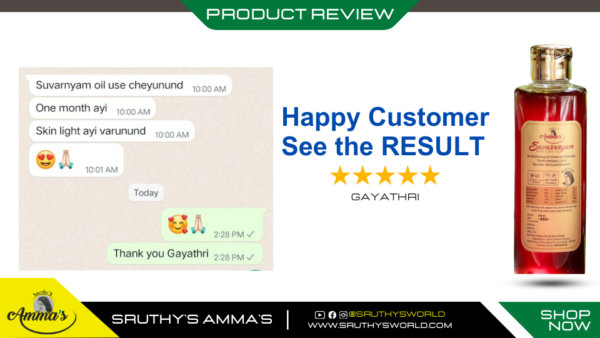 PRODUCT REVIEW
Suvarnyam oil use cheyunund 10:00 AM
One month ayi 10:00 AM
Skin light ayi varunund 10:00 AM
😍🙏🏻 10:01 AM
Today
🥰🙏🏻 2:28 PM ✓
Thank you Gayathri 2:28 PM ✓
Happy Customer
See the RESULT
★★★★★
GAYATHRI
Amma's
Suvarnyam
Amma's
SRUTHY'S AMMA'S
@SRUTHYSWORLD
WWW.SRUTHYSWORLD.COM
SHOP
NOW